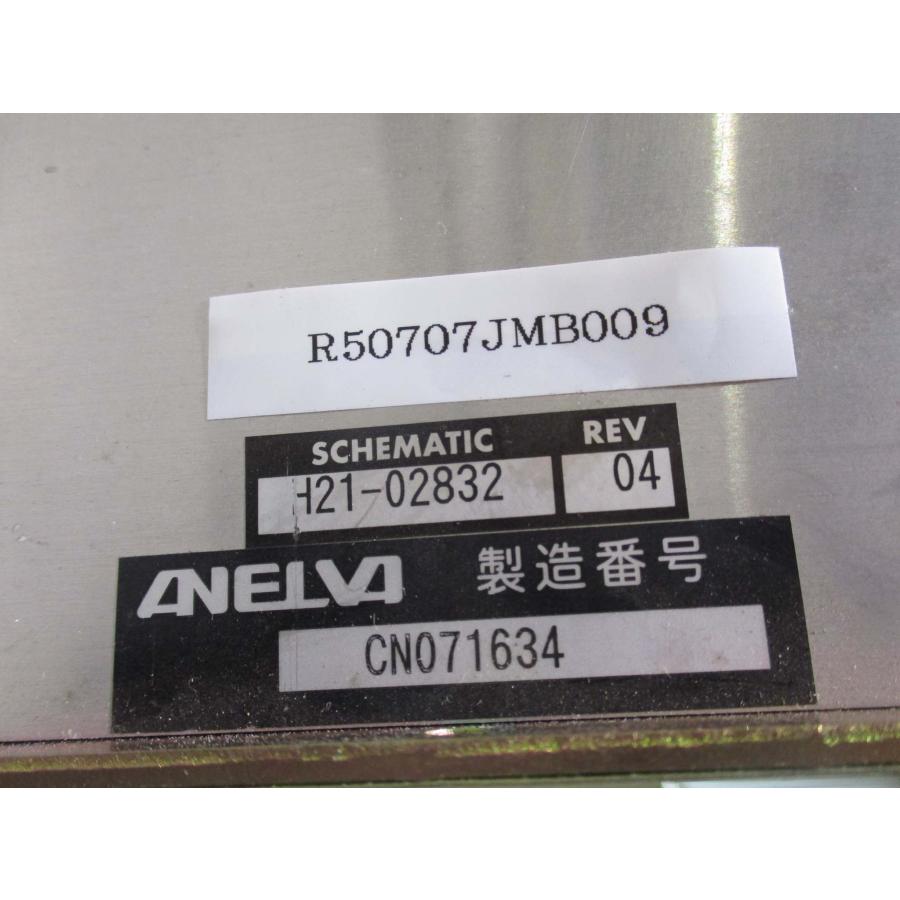 R50707JMB009
SCHEMATIC REV
H21-02832 04
ANELVA 製造番号
CN071634